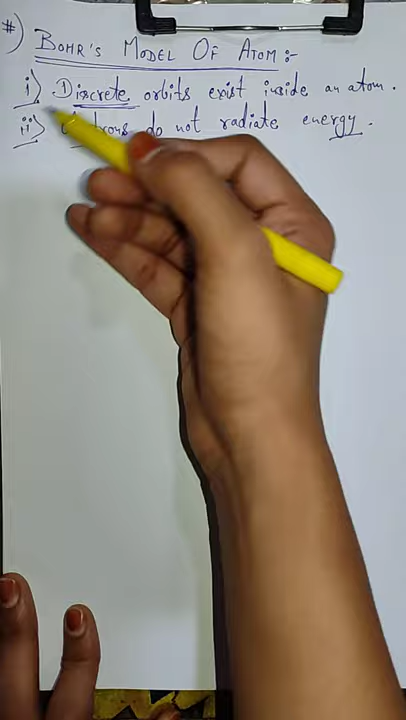 #) BOHR'S MODEL OF ATOM :-
i) Discrete orbits exist inside an atom.
ii) do not radiate energy.